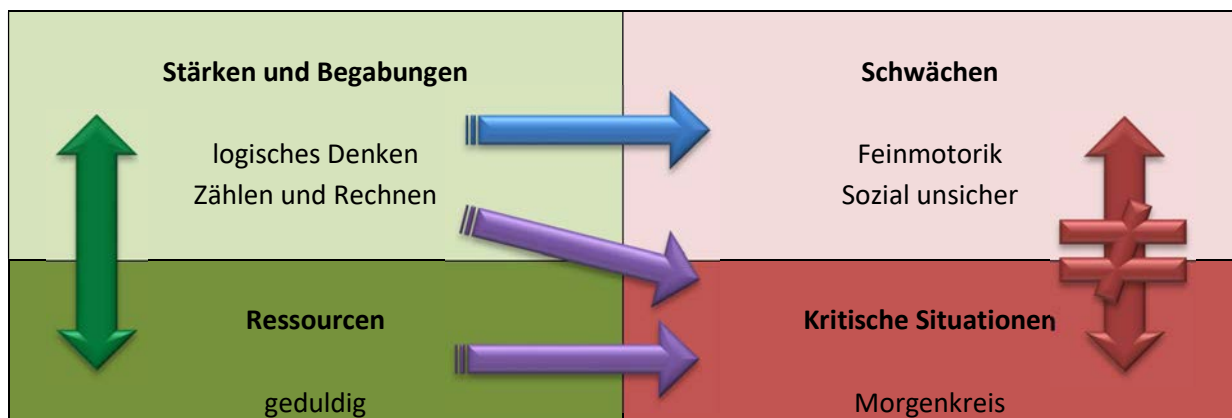 Stärken und Begabungen
logisches Denken
Zählen und Rechnen
Schwächen
Feinmotorik
Sozial unsicher
Ressourcen
geduldig
Kritische Situationen
Morgenkreis